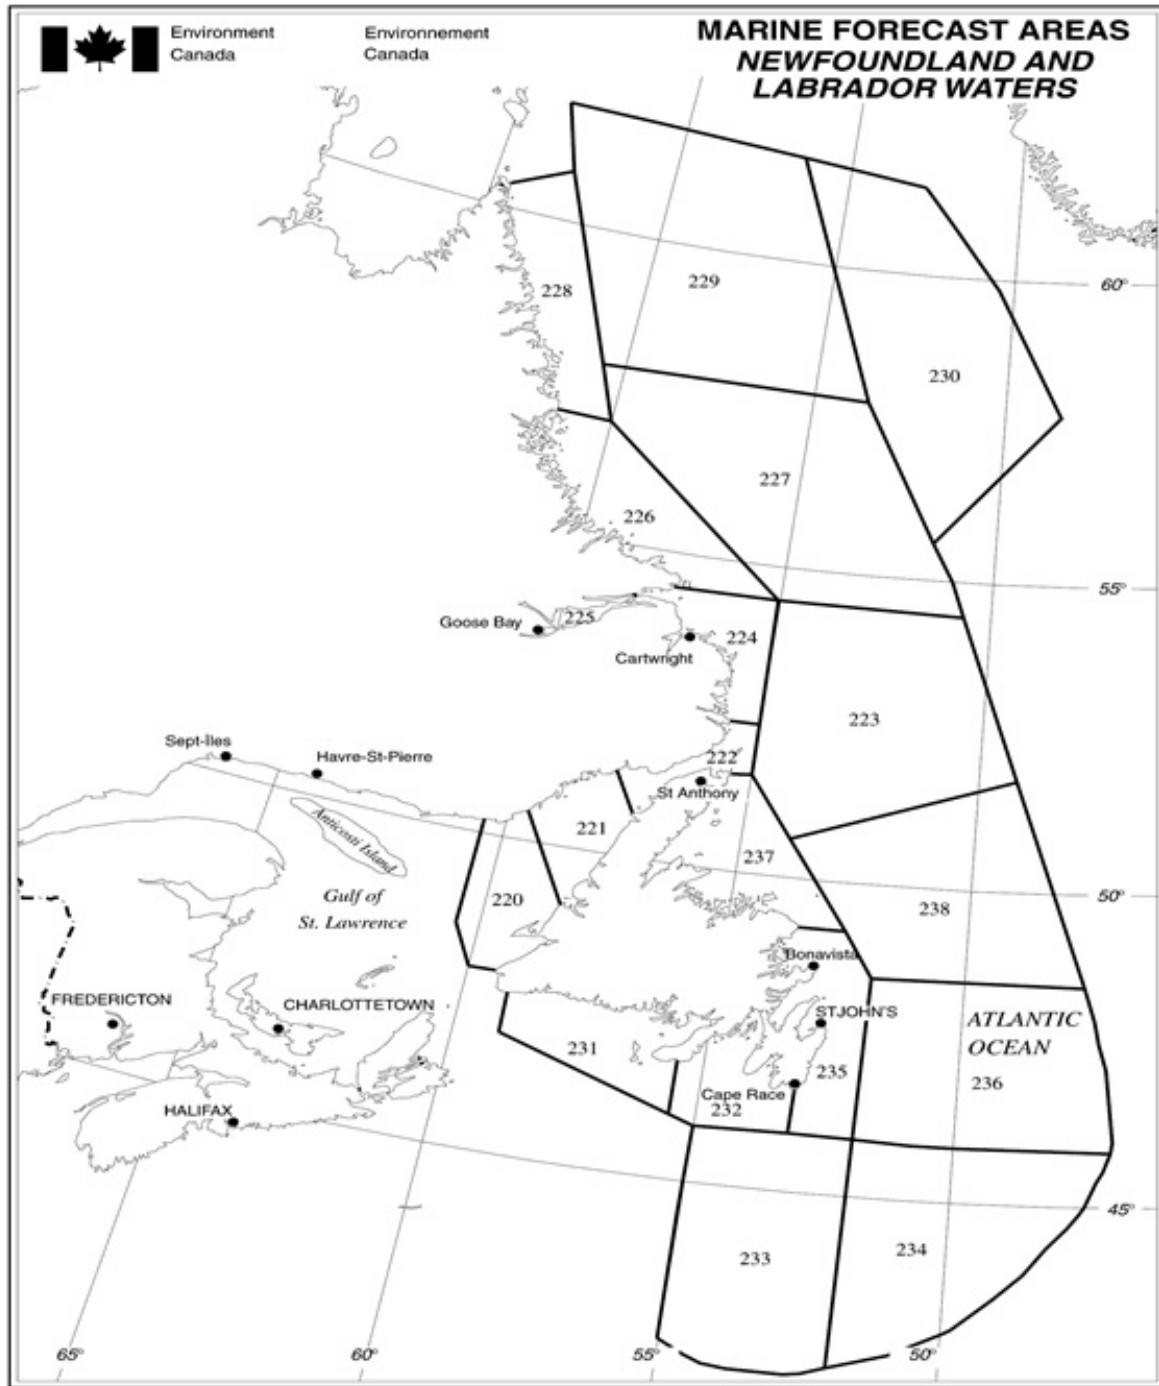 Environment
Canada
Environnement
Canada
MARINE FORECAST AREAS
NEWFOUNDLAND AND
LABRADOR WATERS
228
229
60°
230
227
226
55°
Goose Bay
225
224
Cartwright
223
Sept-Îles
Havre-St-Pierre
222
St Anthony
Anticosti Island
221
237
Gulf of
St. Lawrence
220
238
50°
Bonavista
FREDERICTON
CHARLOTTETOWN
STJOHN'S
ATLANTIC
OCEAN
231
235
236
Cape Race
232
HALIFAX
45°
233
234
65°
60°
55°
50°